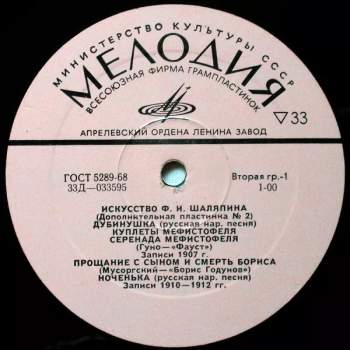 МИНИСТЕРСТВО КУЛЬТУРЫ СССР
МЕЛОДИЯ
ВСЕСОЮЗНАЯ ФИРМА ГРАМПЛАСТИНОК
▽33
АПРЕЛЕВСКИЙ ОРДЕНА ЛЕНИНА ЗАВОД
ГОСТ 5289-68
33Д—033595
Вторая гр.-1
1-00
ИСКУССТВО Ф. И. ШАЛЯПИНА
(Дополнительная пластинка № 2)
ДУБИНУШКА (русская нар. песня)
КУПЛЕТЫ МЕФИСТОФЕЛЯ
СЕРЕНАДА МЕФИСТОФЕЛЯ
(Гуно—«Фауст»)
Записи 1907 г.
ПРОЩАНИЕ С СЫНОМ И СМЕРТЬ БОРИСА
(Мусоргский—«Борис Годунов»)
НОЧЕНЬКА (русская нар. песня)
Записи 1910—1912 гг.